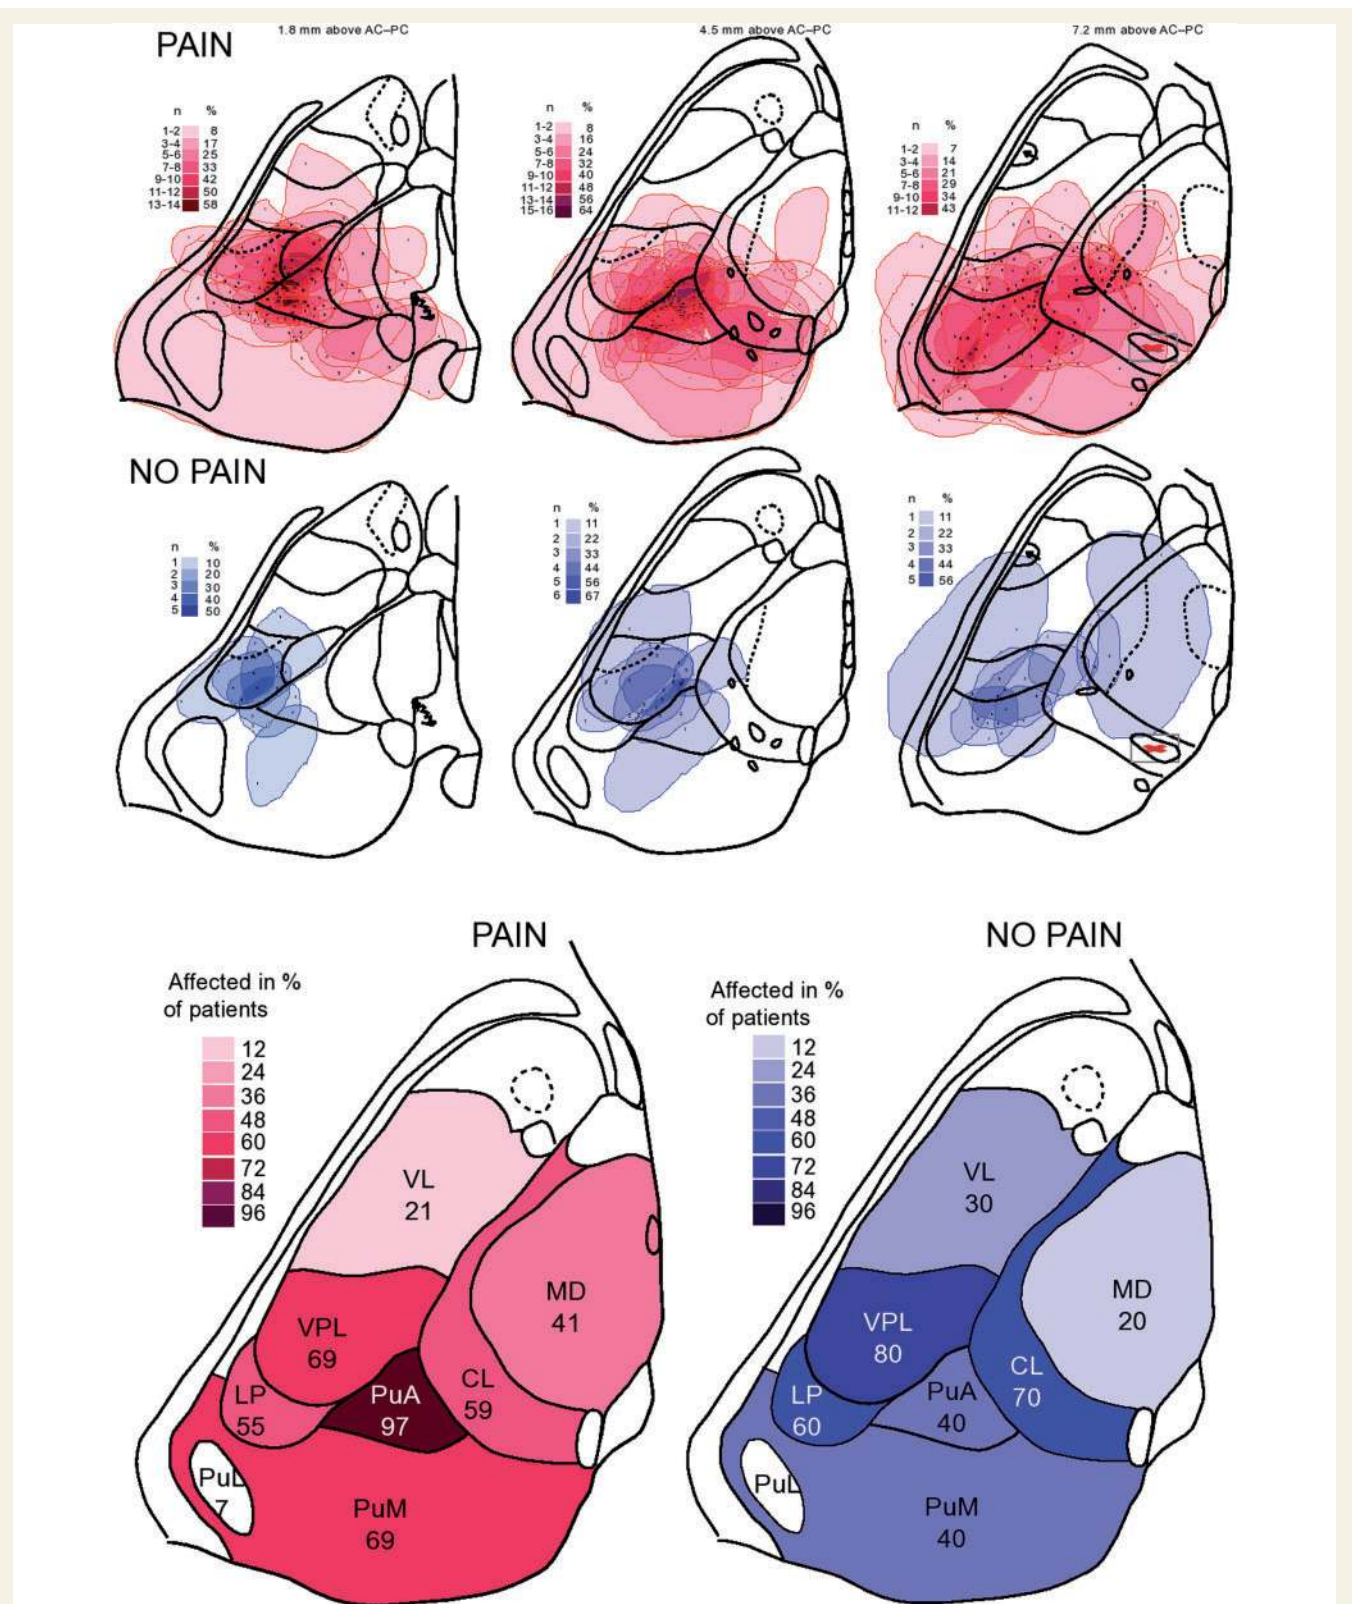 1.8 mm above AC–PC 4.5 mm above AC–PC 7.2 mm above AC–PC
PAIN
n %
1-2 8
3-4 17
5-6 25
7-8 33
9-10 42
11-12 50
13-14 58
n %
1-2 8
3-4 16
5-6 24
7-8 32
9-10 40
11-12 48
13-14 56
15-16 64
n %
1-2 7
3-4 14
5-6 21
7-8 29
9-10 34
11-12 43
NO PAIN
n %
1 10
2 20
3 30
4 40
5 50
n %
1 11
2 22
3 33
4 44
5 56
6 67
n %
1 11
2 22
3 33
4 44
5 56
PAIN
Affected in %
of patients
12
24
36
48
60
72
84
96
VL
21
MD
41
VPL
69
LP
55
PuA
97
CL
59
PuL
7
PuM
69
NO PAIN
Affected in %
of patients
12
24
36
48
60
72
84
96
VL
30
MD
20
VPL
80
LP
60
PuA
40
CL
70
PuL
PuM
40